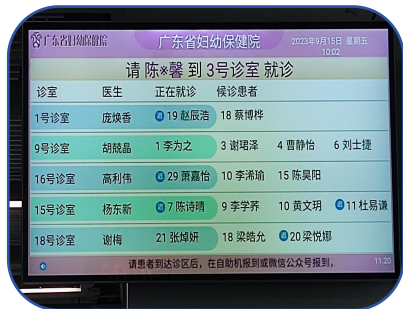 广东省妇幼保健院 广东省妇幼保健院 2023年9月15日 星期五
10:02
请 陈※馨 到 3号诊室 就诊
诊室 医生 正在就诊 候诊患者
1号诊室 庞焕香 19 赵辰浩 18 蔡博桦
9号诊室 胡兢晶 1 李为之 3 谢珺泽 4 曹静怡 6 刘士捷
16号诊室 高利伟 29 萧嘉怡 10 李浠瑜 15 陈昊阳
15号诊室 杨东新 7 陈诗晴 9 李学荞 10 黄文玥 11 杜易谦
18号诊室 谢梅 21 张焯妍 18 梁皓允 20 梁悦娜
请患者到达诊区后，在自助机报到或微信公众号报到， 11:20